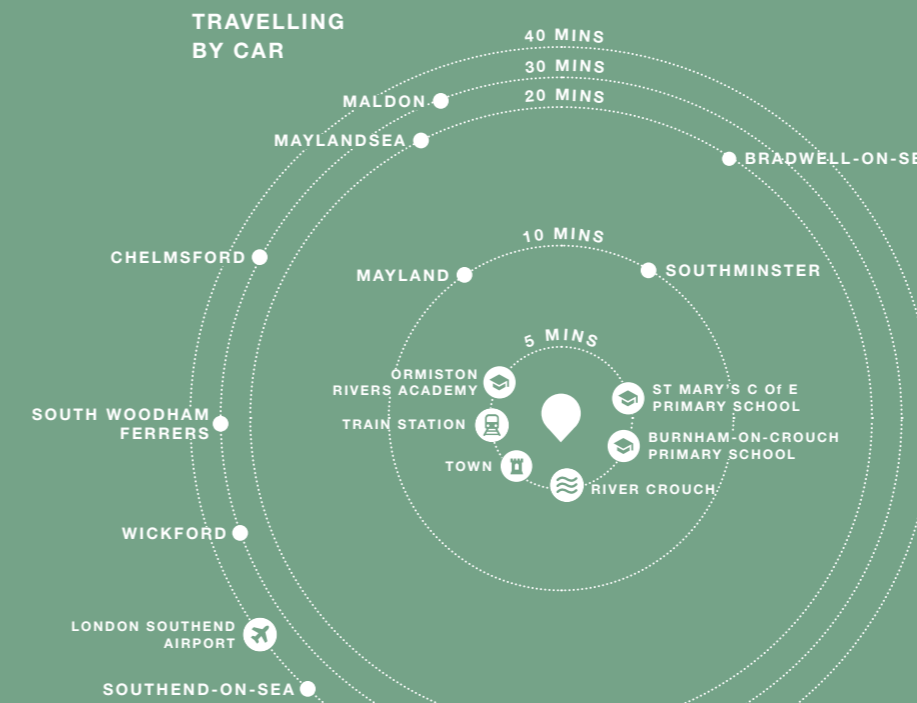 TRAVELLING
BY CAR
40 MINS
30 MINS
20 MINS
MALDON
MAYLANDSEA
BRADWELL-ON-SE
10 MINS
CHELMSFORD
MAYLAND
SOUTHMINSTER
5 MINS
ORMISTON
RIVERS ACADEMY
ST MARY'S C Of E
PRIMARY SCHOOL
SOUTH WOODHAM
FERRERS
TRAIN STATION
BURNHAM-ON-CROUCH
PRIMARY SCHOOL
TOWN
RIVER CROUCH
WICKFORD
LONDON SOUTHEND
AIRPORT
SOUTHEND-ON-SEA